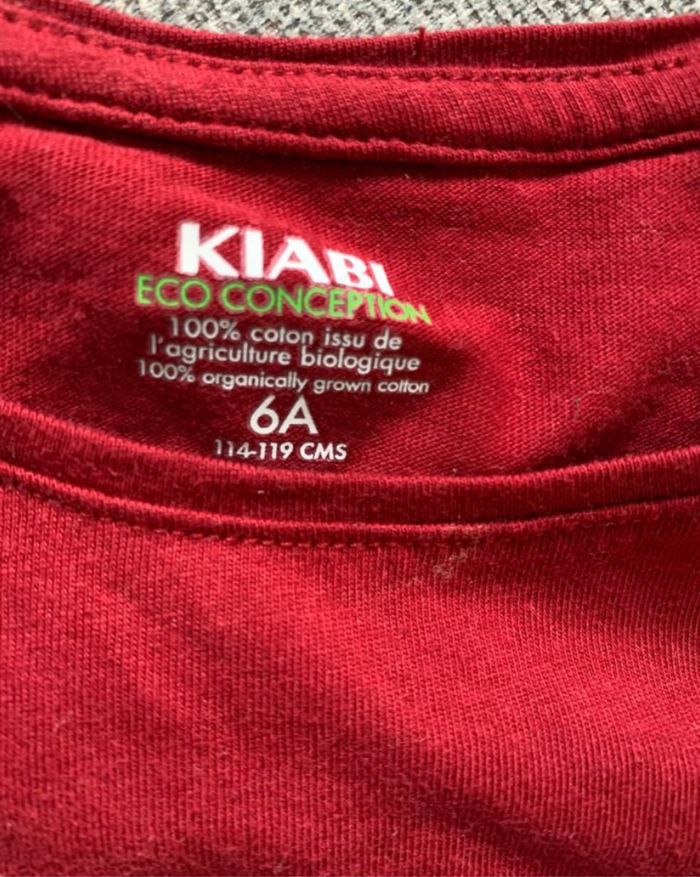 KIABI
ECO CONCEPTION
100% coton issu de
l'agriculture biologique
100% organically grown cotton
6A
114-119 CMS